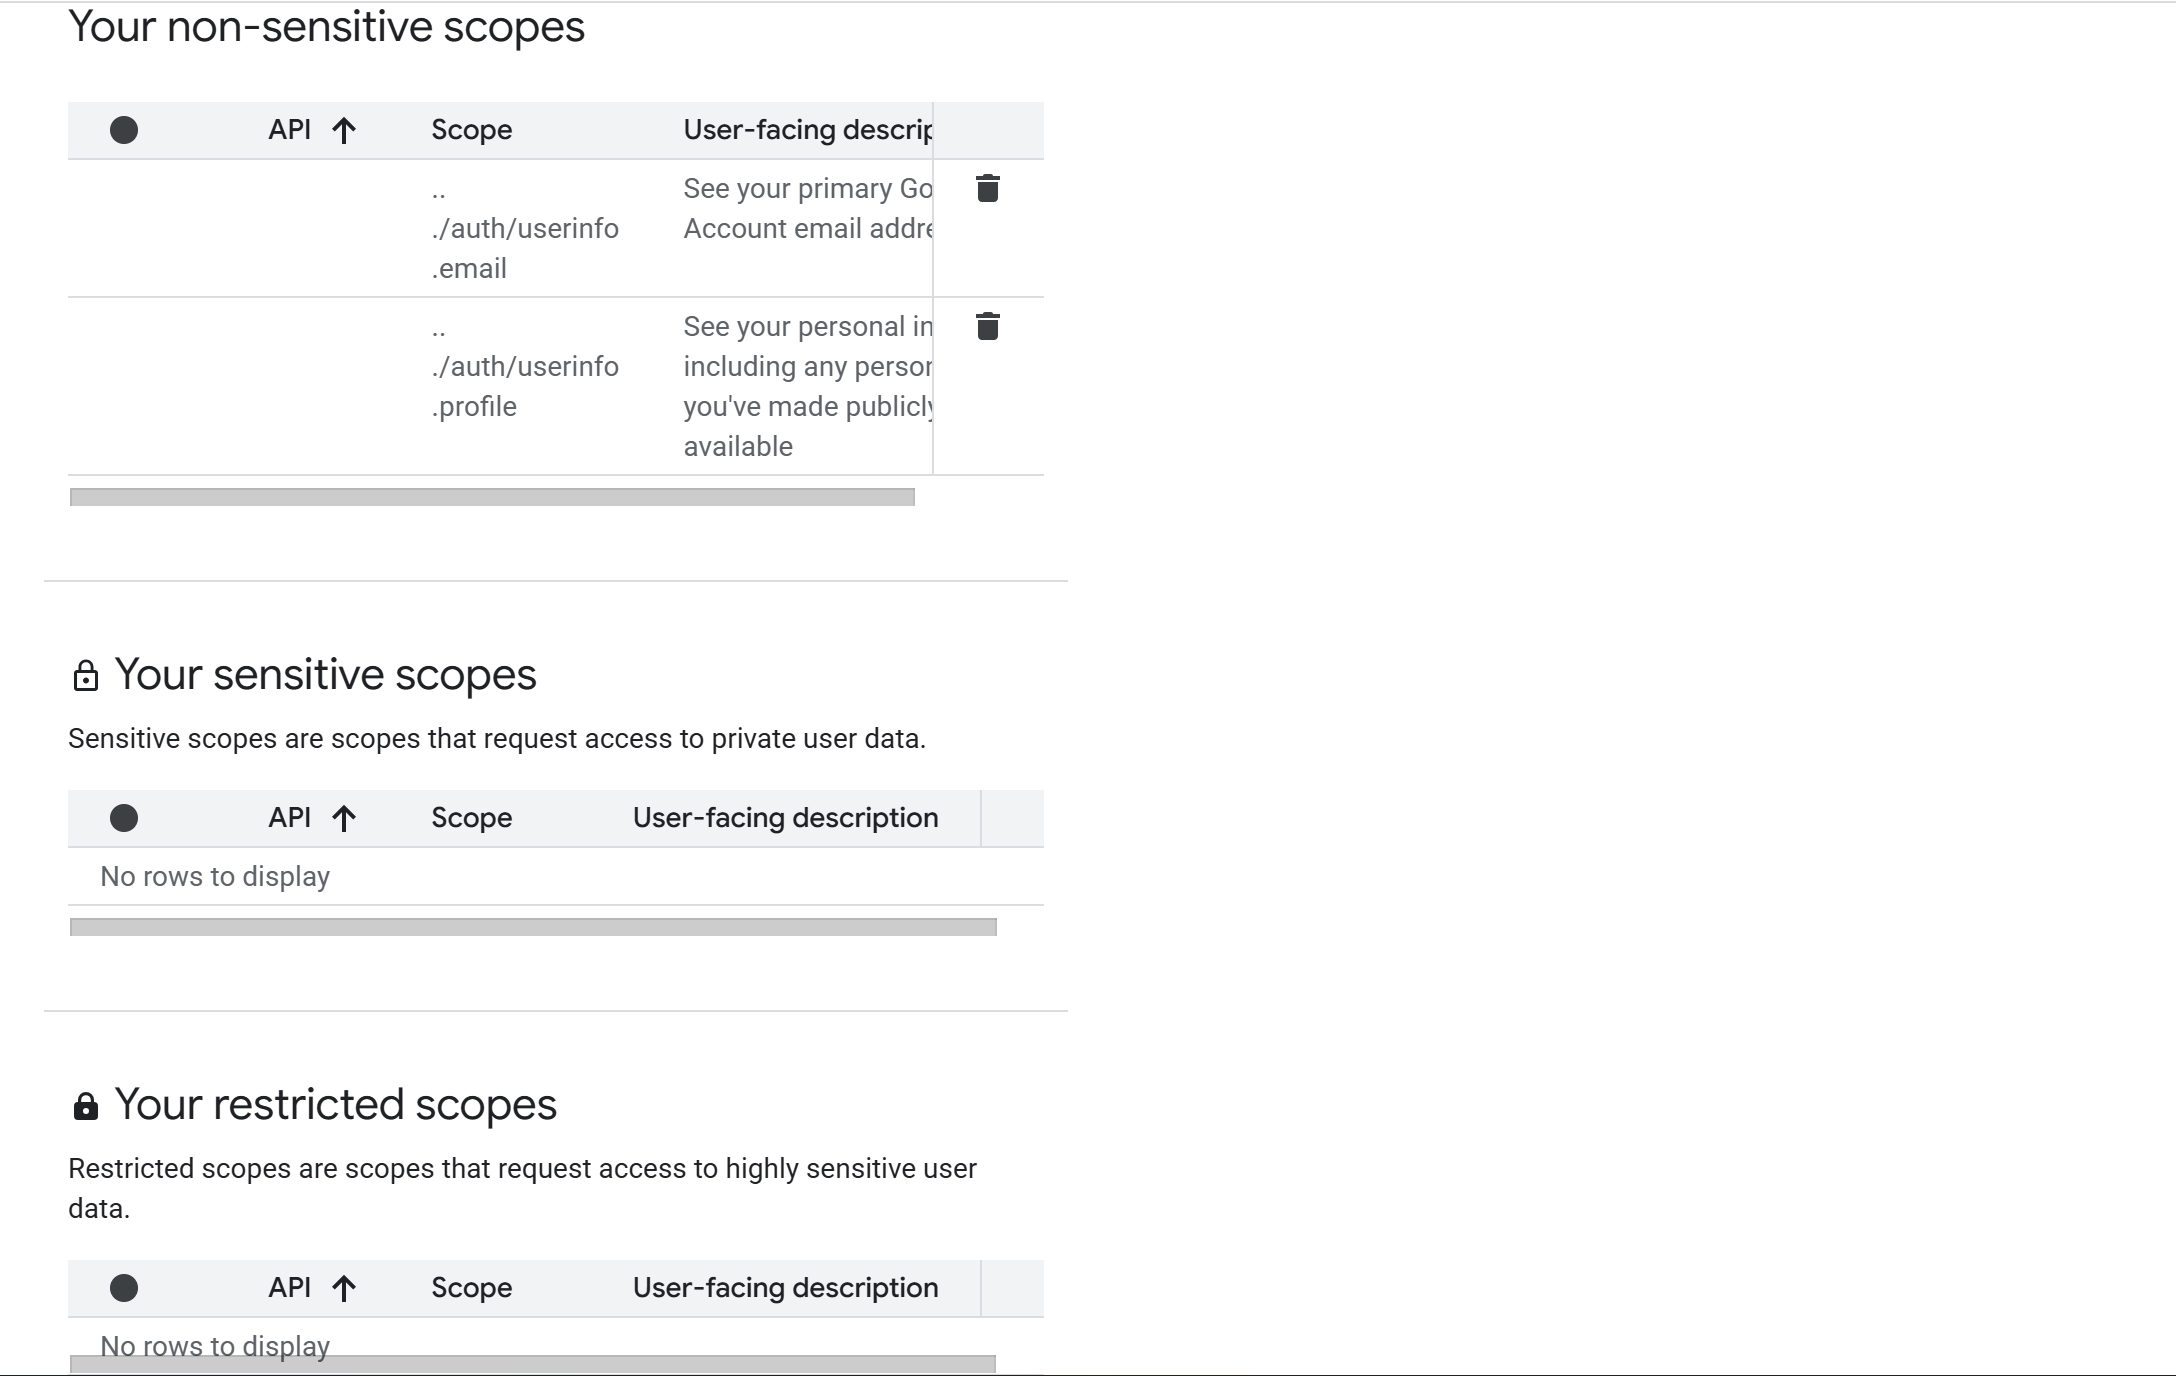 Your non-sensitive scopes
API Scope User-facing descrip
.. See your primary Go
./auth/userinfo Account email addre
.email
.. See your personal in
./auth/userinfo including any person
.profile you've made publicly
available
Your sensitive scopes
Sensitive scopes are scopes that request access to private user data.
API Scope User-facing description
No rows to display
Your restricted scopes
Restricted scopes are scopes that request access to highly sensitive user
data.
API Scope User-facing description
No rows to display